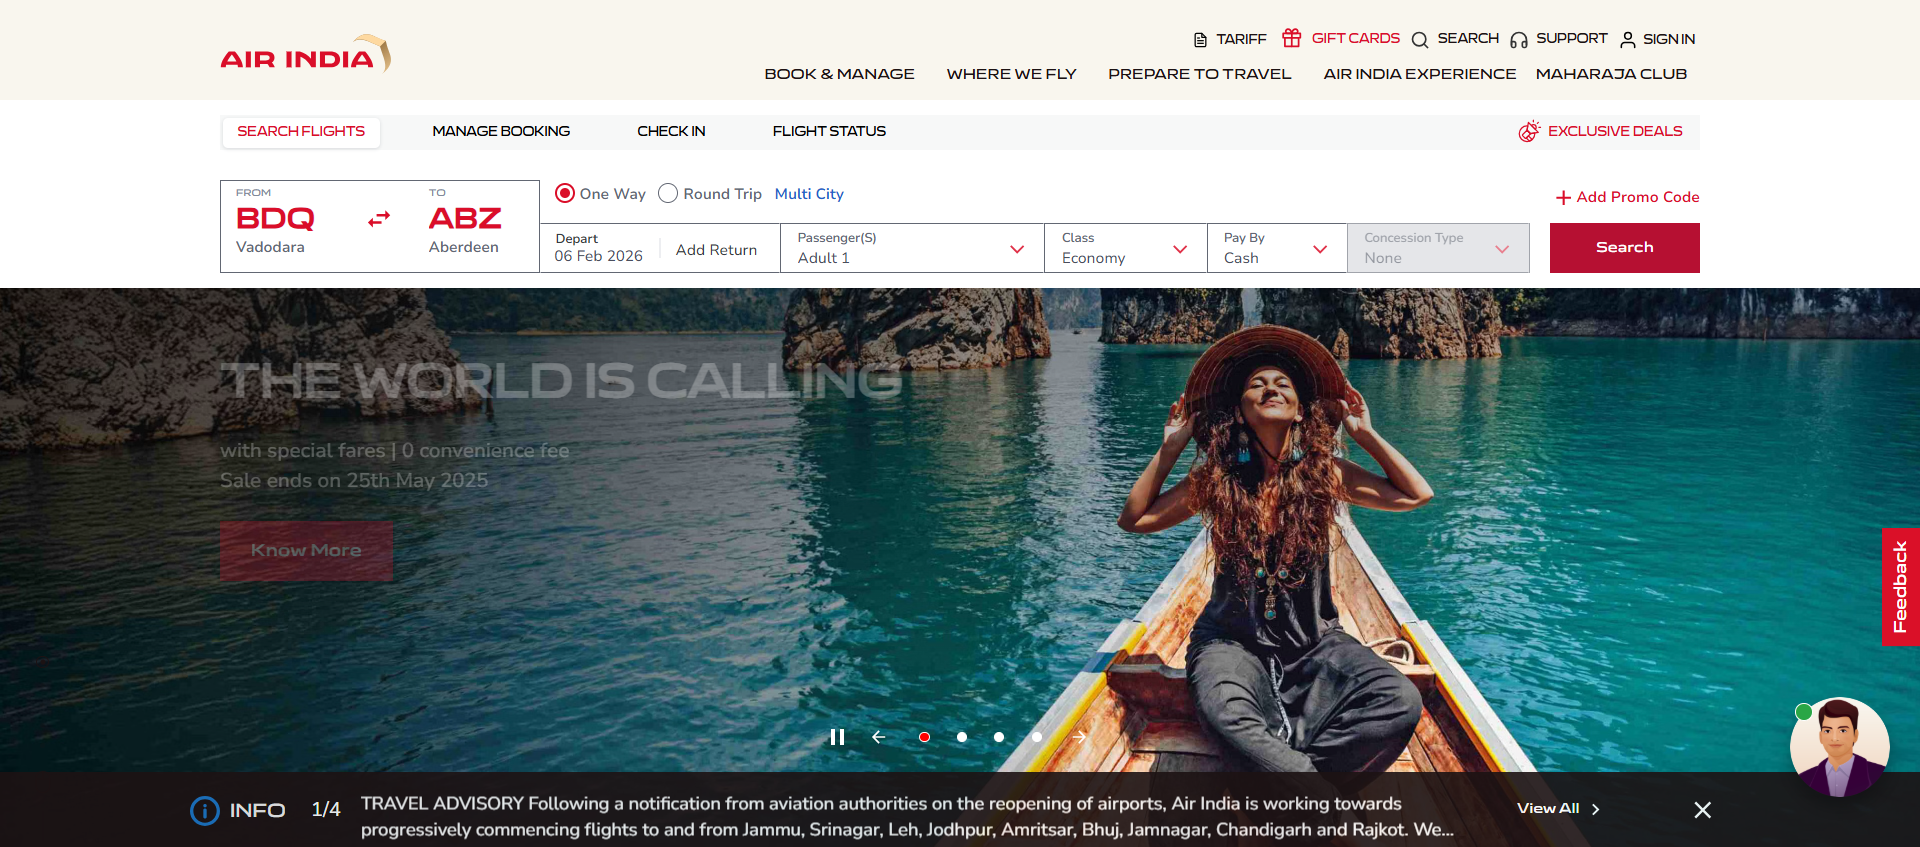 AIR INDIA
TARIFF
GIFT CARDS
SEARCH
SUPPORT
SIGN IN
BOOK & MANAGE
WHERE WE FLY
PREPARE TO TRAVEL
AIR INDIA EXPERIENCE
MAHARAJA CLUB
SEARCH FLIGHTS
MANAGE BOOKING
CHECK IN
FLIGHT STATUS
EXCLUSIVE DEALS
FROM
BDQ
Vadodara
TO
ABZ
Aberdeen
One Way
Round Trip
Multi City
Add Promo Code
Depart
06 Feb 2026
Add Return
Passenger(S)
Adult 1
Class
Economy
Pay By
Cash
Concession Type
None
Search
THE WORLD IS CALLING
with special fares | 0 convenience fee
Sale ends on 25th May 2025
Know More
Feedback
INFO
1/4
TRAVEL ADVISORY Following a notification from aviation authorities on the reopening of airports, Air India is working towards
progressively commencing flights to and from Jammu, Srinagar, Leh, Jodhpur, Amritsar, Bhuj, Jamnagar, Chandigarh and Rajkot. We...
View All